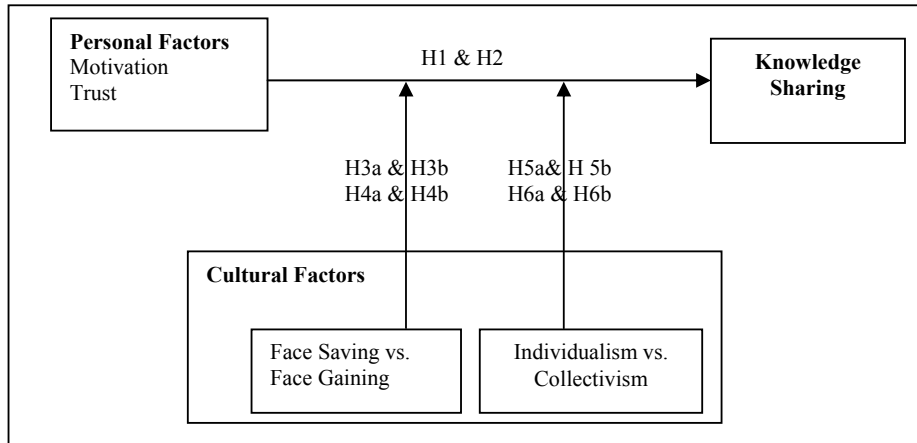 Personal Factors
Motivation
Trust
H1 & H2
Knowledge
Sharing
H3a & H3b
H4a & H4b
H5a& H 5b
H6a & H6b
Cultural Factors
Face Saving vs.
Face Gaining
Individualism vs.
Collectivism